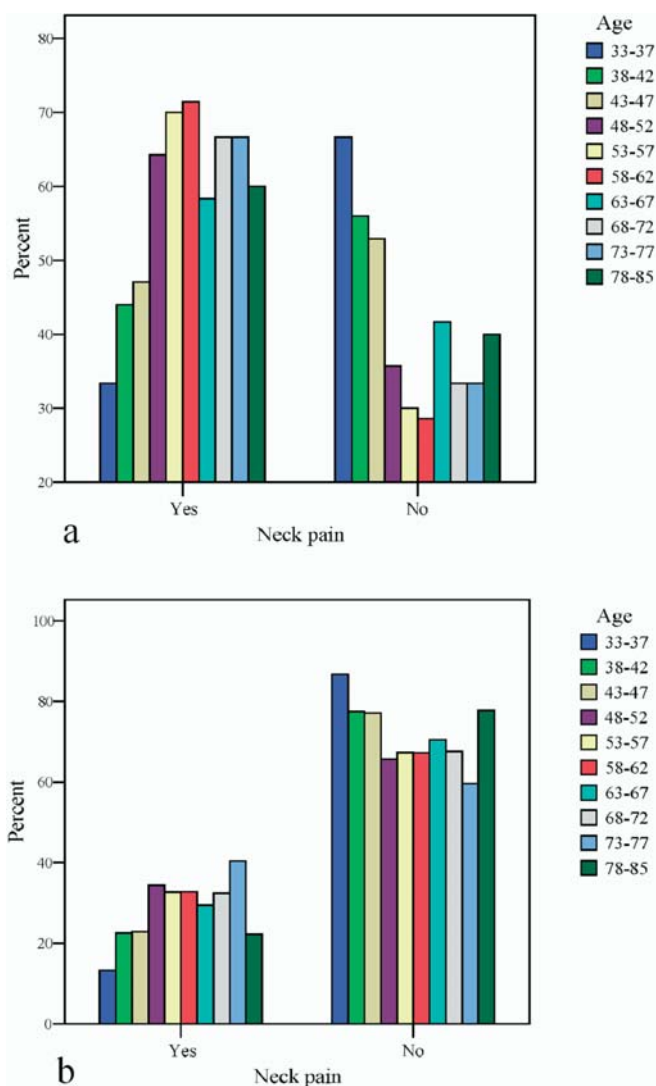 Age
33-37
38-42
43-47
48-52
53-57
58-62
63-67
68-72
73-77
78-85
80
70
60
50
40
30
20
Percent
Yes
No
Neck pain
a
Age
33-37
38-42
43-47
48-52
53-57
58-62
63-67
68-72
73-77
78-85
100
80
60
40
20
0
Percent
Yes
No
Neck pain
b